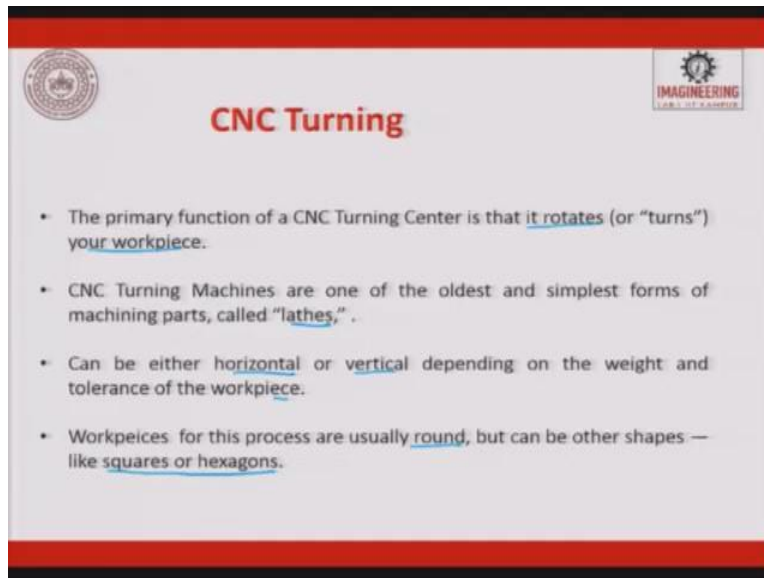 IMAGINEERING
LAB I IIT KANPUR
CNC Turning
• The primary function of a CNC Turning Center is that it rotates (or “turns”)
your workpiece.
• CNC Turning Machines are one of the oldest and simplest forms of
machining parts, called “lathes,” .
• Can be either horizontal or vertical depending on the weight and
tolerance of the workpiece.
• Workpeices for this process are usually round, but can be other shapes —
like squares or hexagons.